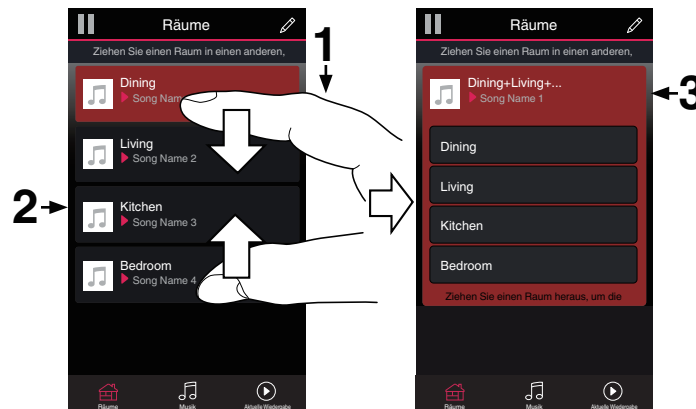 Räume
Ziehen Sie einen Raum in einen anderen,
1
Dining
Song Nam
Living
Song Name 2
2
Kitchen
Song Name 3
Bedroom
Song Name 4
Räume
Musik
Aktuelle Wiedergabe
Räume
Ziehen Sie einen Raum in einen anderen,
Dining+Living+...
Song Name 1
3
Dining
Living
Kitchen
Bedroom
Ziehen Sie einen Raum heraus, um die
Räume
Musik
Aktuelle Wiedergabe